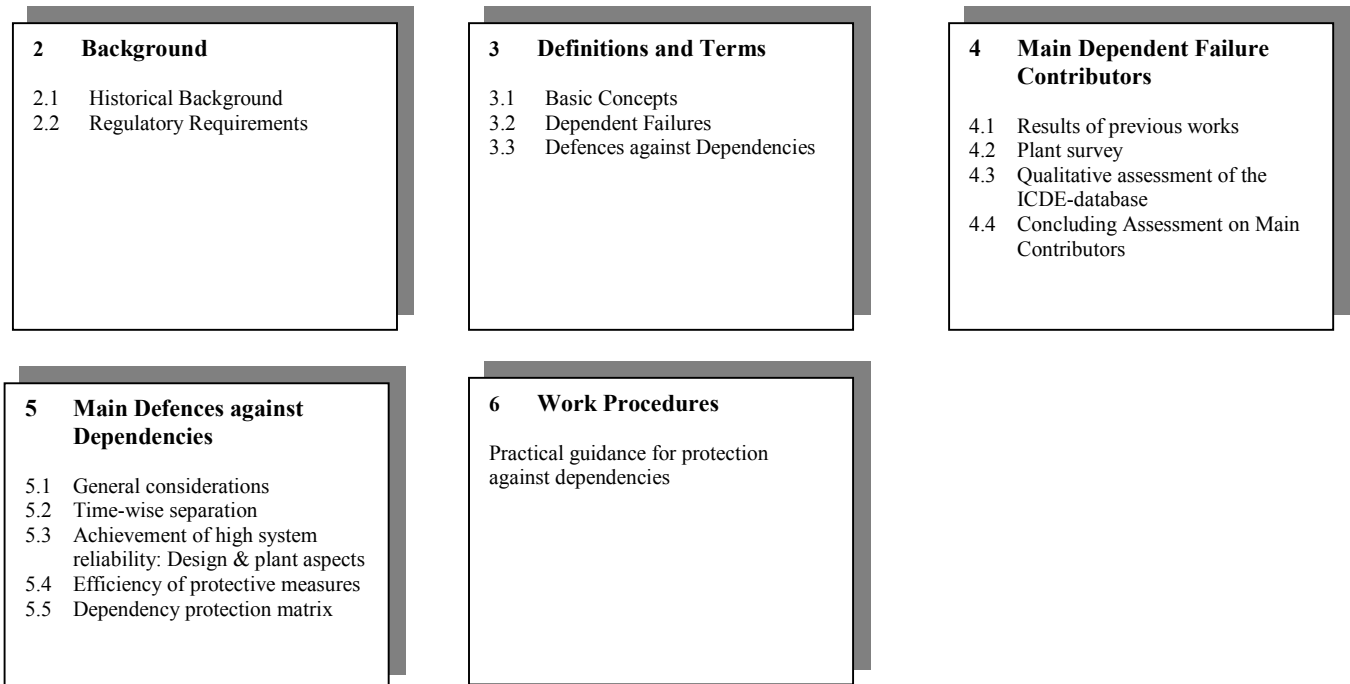 2 Background
2.1 Historical Background
2.2 Regulatory Requirements
3 Definitions and Terms
3.1 Basic Concepts
3.2 Dependent Failures
3.3 Defences against Dependencies
4 Main Dependent Failure
Contributors
4.1 Results of previous works
4.2 Plant survey
4.3 Qualitative assessment of the
ICDE-database
4.4 Concluding Assessment on Main
Contributors
5 Main Defences against
Dependencies
5.1 General considerations
5.2 Time-wise separation
5.3 Achievement of high system
reliability: Design & plant aspects
5.4 Efficiency of protective measures
5.5 Dependency protection matrix
6 Work Procedures
Practical guidance for protection
against dependencies